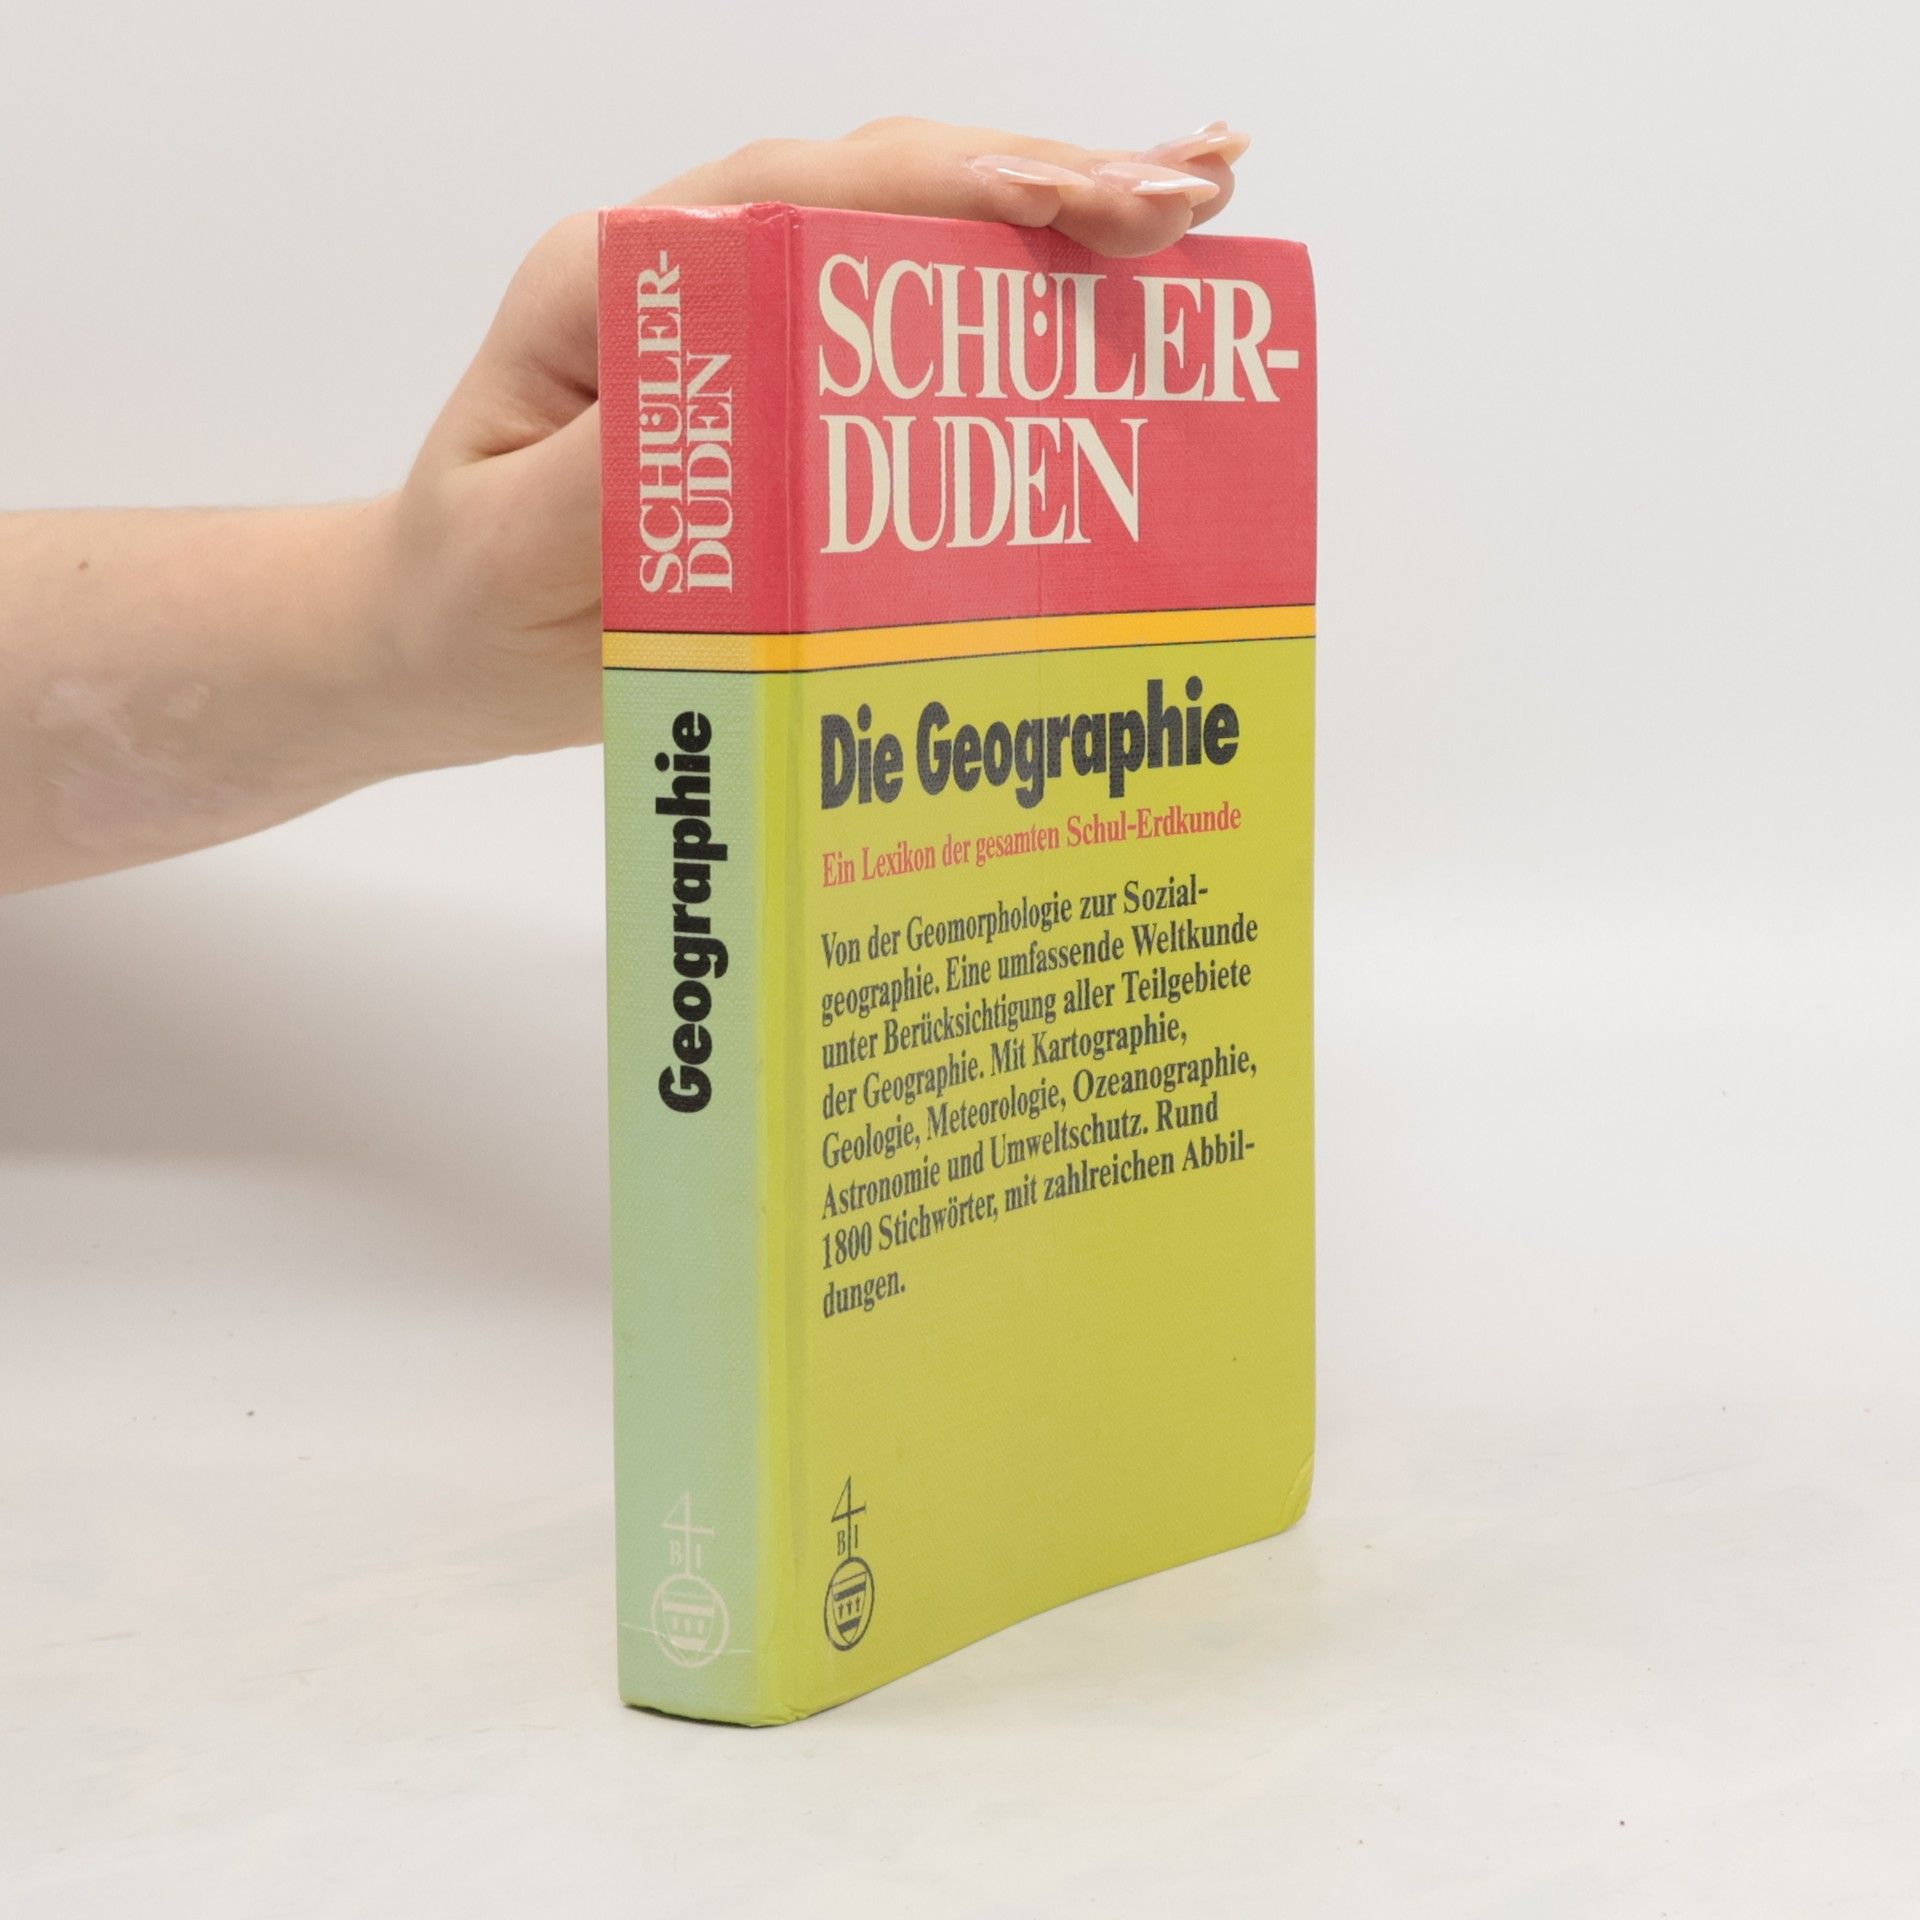 SCHÜLER-
DUDEN
Geographie
B I
SCHÜLER-
DUDEN
Die Geographie
Ein Lexikon der gesamten Schul-Erdkunde
Von der Geomorphologie zur Sozial-
geographie. Eine umfassende Weltkunde
unter Berücksichtigung aller Teilgebiete
der Geographie. Mit Kartographie,
Geologie, Meteorologie, Ozeanographie,
Astronomie und Umweltschutz. Rund
1800 Stichwörter, mit zahlreichen Abbil-
dungen.
B I